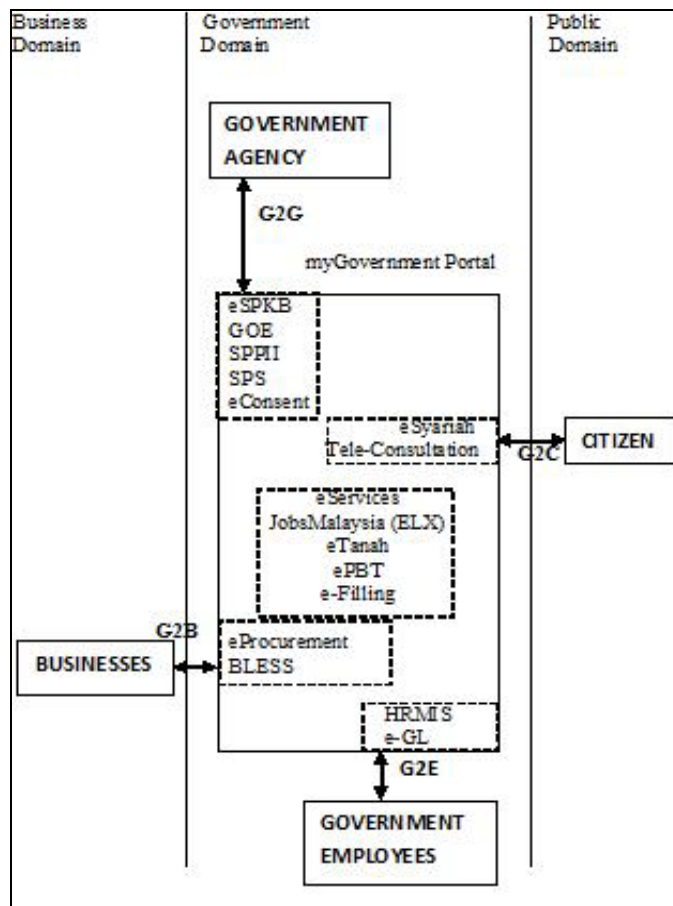 Business
Domain
Government
Domain
Public
Domain
GOVERNMENT
AGENCY
G2G
myGovernment Portal
eSPKB
GOE
SPPII
SPS
eConsent
eSyariah
Tele-Consultation
G2C
CITIZEN
eServices
JobsMalaysia (ELX)
eTanah
ePBT
e-Filling
G2B
BUSINESSES
eProcurement
BLESS
HRMIS
e-GL
G2E
GOVERNMENT
EMPLOYEES